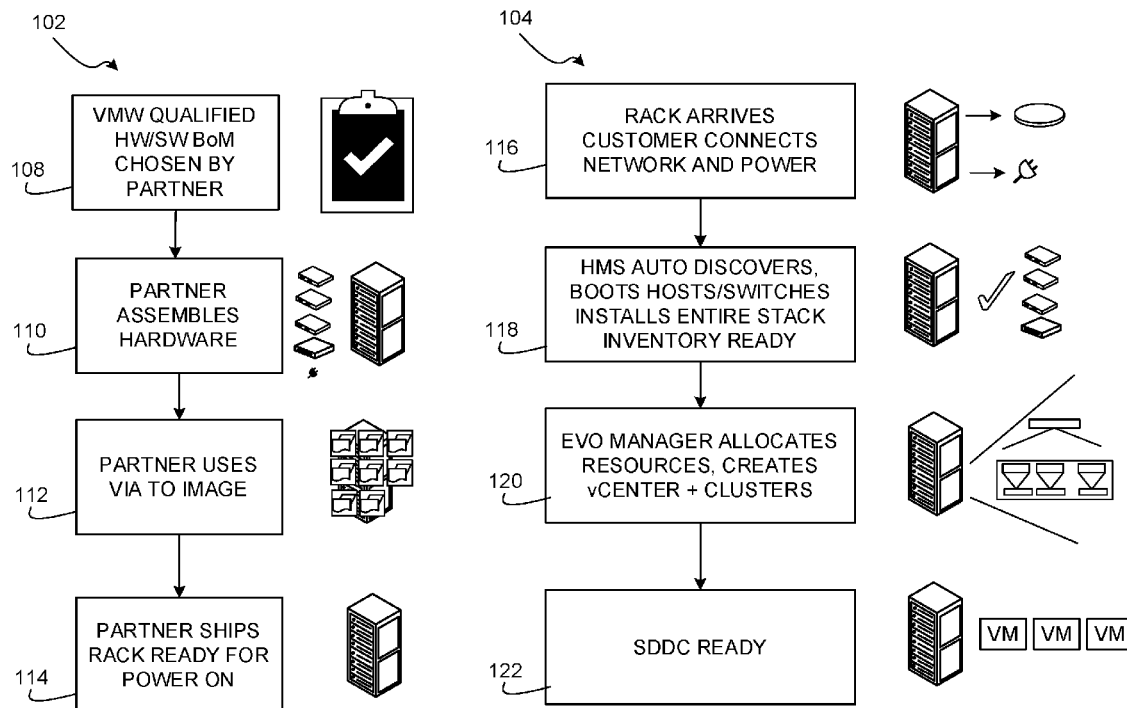 102
VMW QUALIFIED
HW/SW BoM
CHOSEN BY
PARTNER
108
PARTNER
ASSEMBLES
HARDWARE
110
PARTNER USES
VIA TO IMAGE
112
PARTNER SHIPS
RACK READY FOR
POWER ON
114
104
RACK ARRIVES
CUSTOMER CONNECTS
NETWORK AND POWER
116
HMS AUTO DISCOVERS,
BOOTS HOSTS/SWITCHES
INSTALLS ENTIRE STACK
INVENTORY READY
118
EVO MANAGER ALLOCATES
RESOURCES, CREATES
vCENTER + CLUSTERS
120
SDDC READY
122
VM VM VM